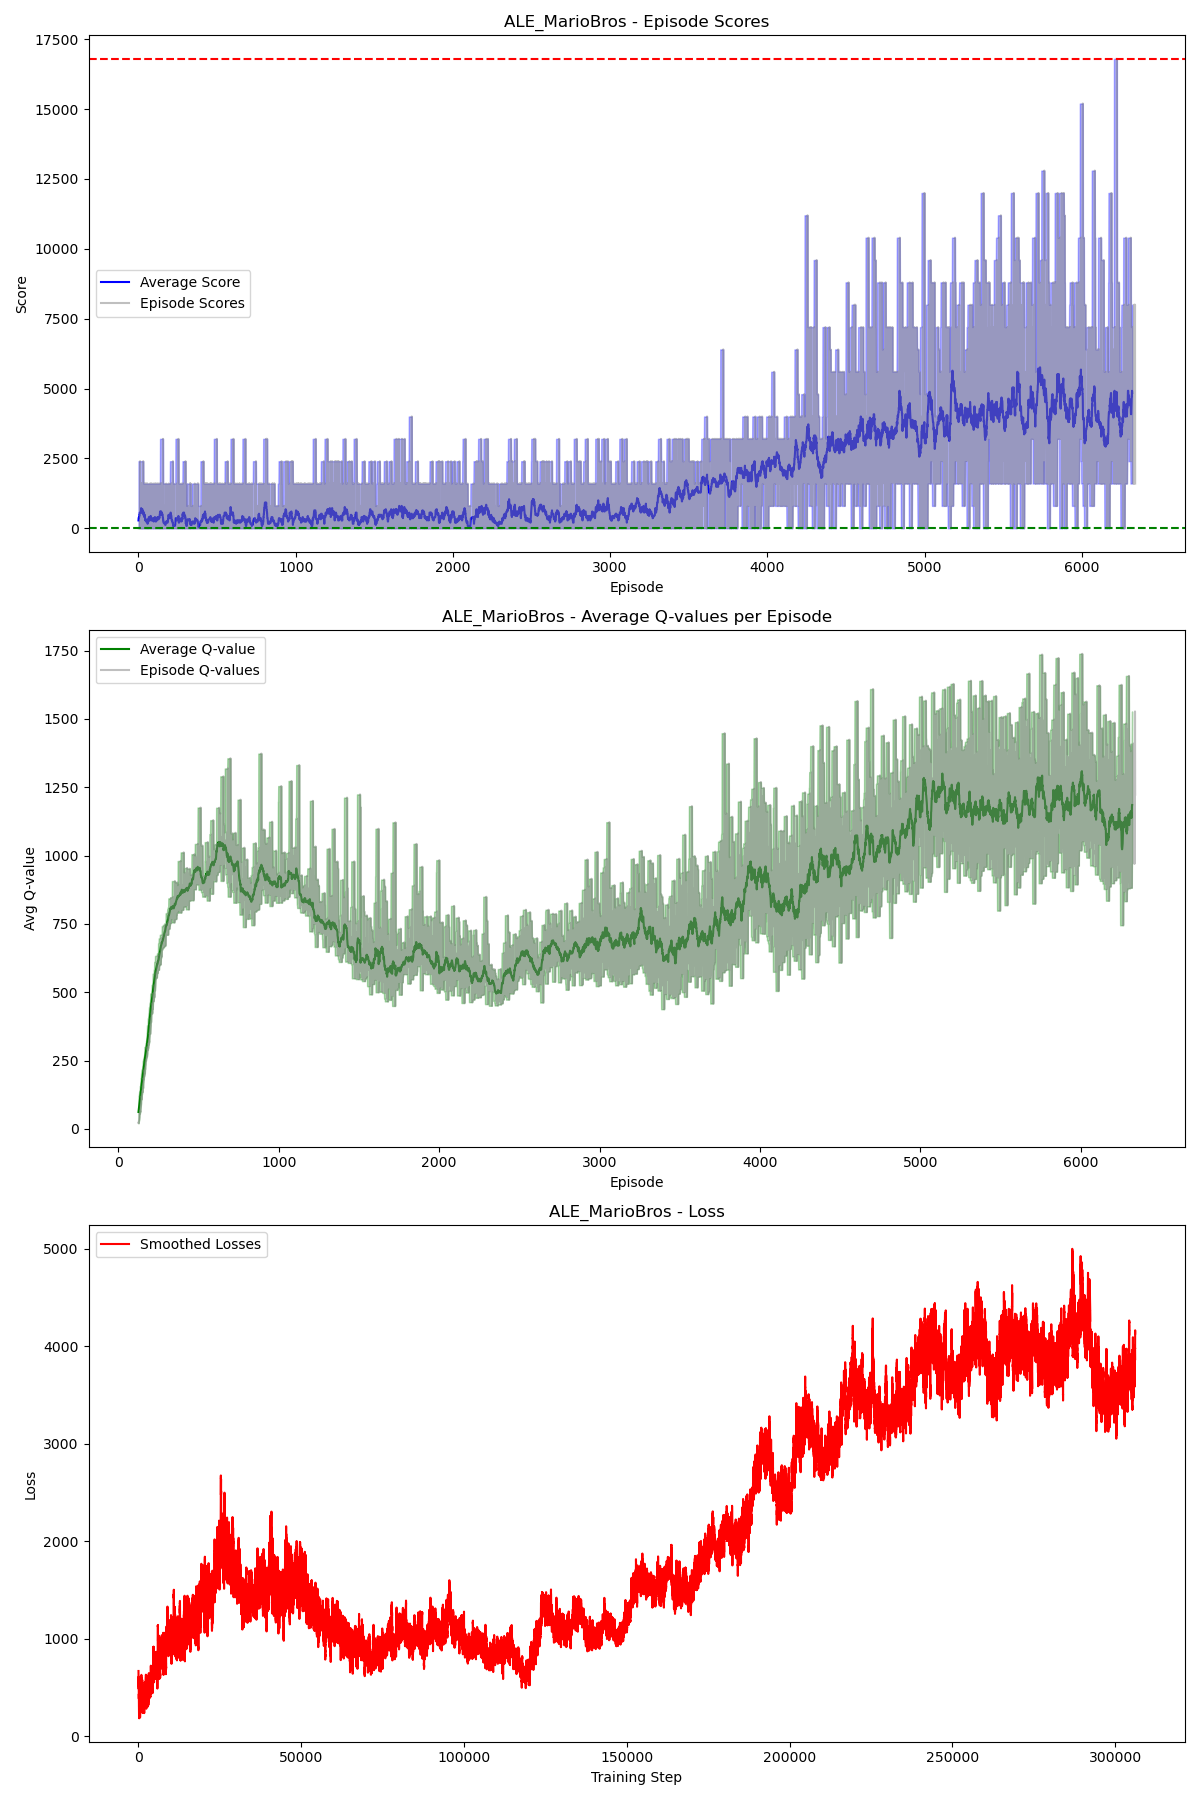 ALE_MarioBros - Episode Scores
17500
15000
12500
10000
7500
5000
2500
0
Score
Average Score
Episode Scores
0 1000 2000 3000 4000 5000 6000
Episode
ALE_MarioBros - Average Q-values per Episode
1750
1500
1250
1000
750
500
250
0
Avg Q-value
Average Q-value
Episode Q-values
0 1000 2000 3000 4000 5000 6000
Episode
ALE_MarioBros - Loss
5000
4000
3000
2000
1000
0
Loss
Smoothed Losses
0 50000 100000 150000 200000 250000 300000
Training Step